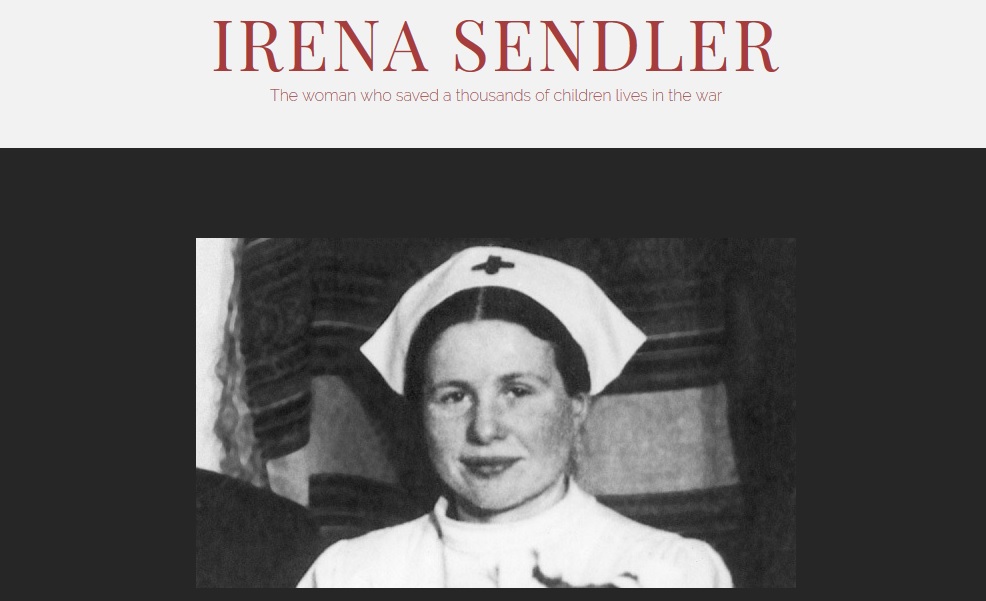 IRENA SENDLER
The woman who saved a thousands of children lives in the war